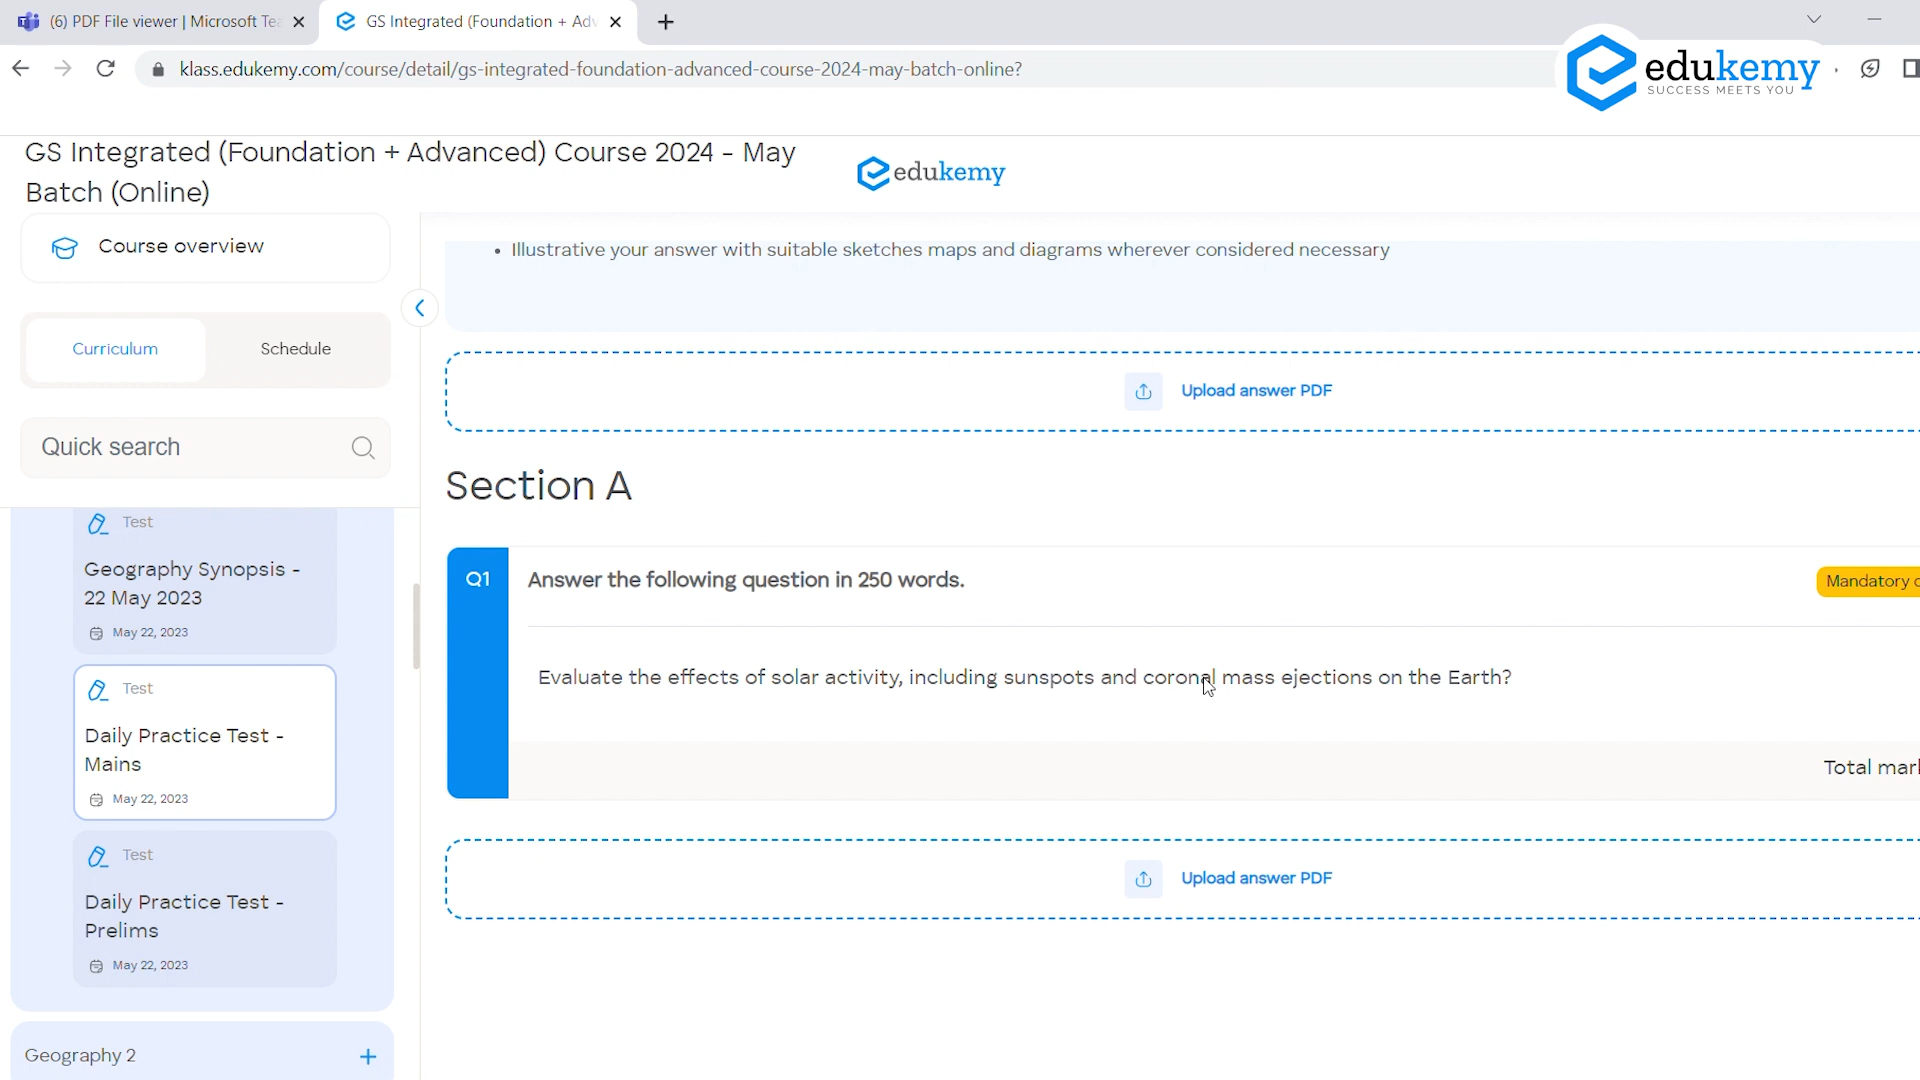 (6) PDF File viewer | Microsoft Tea
GS Integrated (Foundation + Adv
klass.edukemy.com/course/detail/gs-integrated-foundation-advanced-course-2024-may-batch-online?
edukemy
SUCCESS MEETS YOU
GS Integrated (Foundation + Advanced) Course 2024 - May
Batch (Online)
edukemy
Course overview
Curriculum
Schedule
Quick search
Test
Geography Synopsis -
22 May 2023
May 22, 2023
Test
Daily Practice Test -
Mains
May 22, 2023
Test
Daily Practice Test -
Prelims
May 22, 2023
Geography 2
Illustrative your answer with suitable sketches maps and diagrams wherever considered necessary
Upload answer PDF
Section A
Q1
Answer the following question in 250 words.
Mandatory
Evaluate the effects of solar activity, including sunspots and coronal mass ejections on the Earth?
Total mar
Upload answer PDF